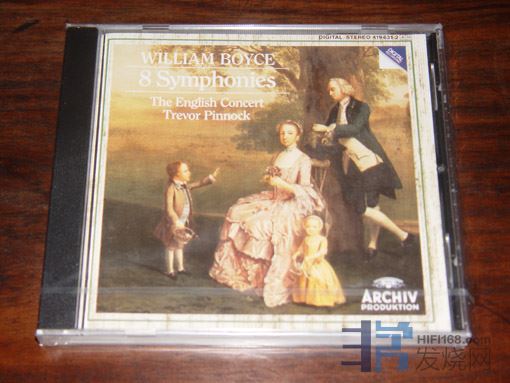 DIGITAL STEREO 419 631-2
WILLIAM BOYCE
8 Symphonies
The English Concert
Trevor Pinnock
ARCHIV
PRODUKTION
HIFI168.com
发烧网